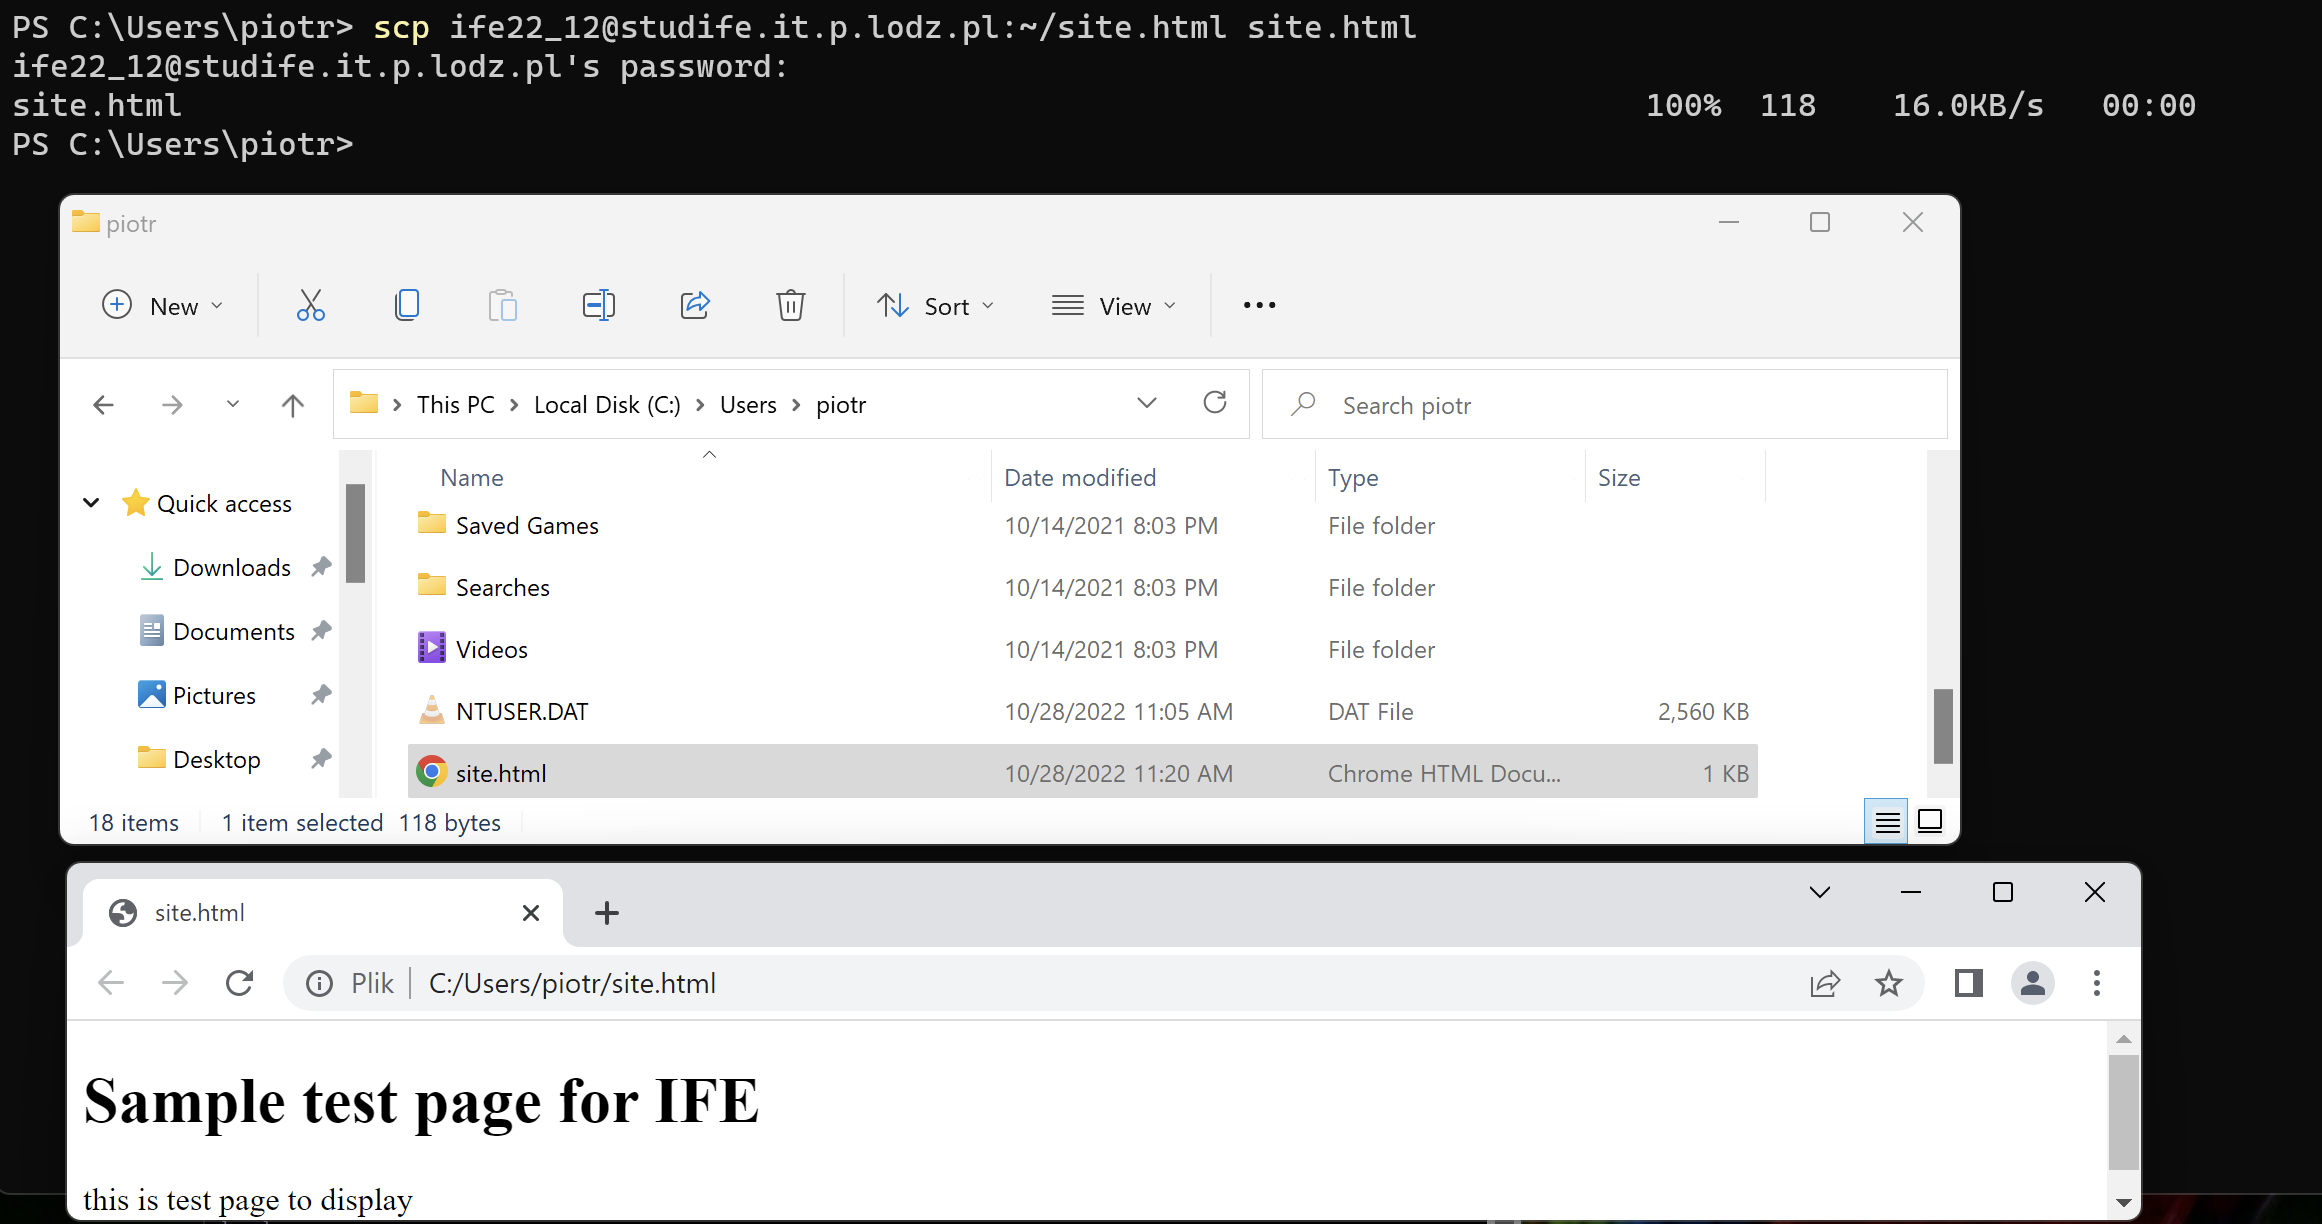 PS C:\Users\piotr> scp ife22_12@studife.it.p.lodz.pl:~/site.html site.html
ife22_12@studife.it.p.lodz.pl's password:
site.html 100% 118 16.0KB/s 00:00
PS C:\Users\piotr>
piotr
New Sort View
This PC Local Disk (C:) Users piotr Search piotr
Name Date modified Type Size
Quick access
Downloads
Documents
Pictures
Desktop
Saved Games 10/14/2021 8:03 PM File folder
Searches 10/14/2021 8:03 PM File folder
Videos 10/14/2021 8:03 PM File folder
NTUSER.DAT 10/28/2022 11:05 AM DAT File 2,560 KB
site.html 10/28/2022 11:20 AM Chrome HTML Docu... 1 KB
18 items 1 item selected 118 bytes
site.html
Plik C:/Users/piotr/site.html
Sample test page for IFE
this is test page to display